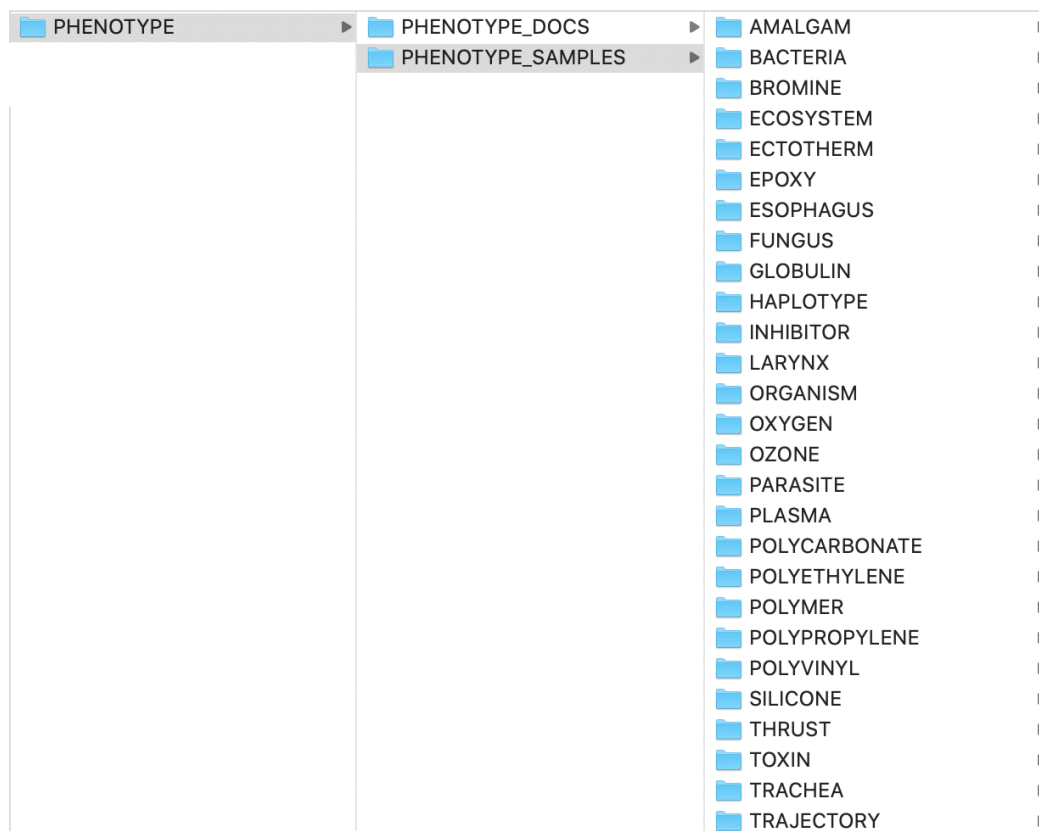 PHENOTYPE
PHENOTYPE_DOCS
PHENOTYPE_SAMPLES
AMALGAM
BACTERIA
BROMINE
ECOSYSTEM
ECTOTHERM
EPOXY
ESOPHAGUS
FUNGUS
GLOBULIN
HAPLOTYPE
INHIBITOR
LARYNX
ORGANISM
OXYGEN
OZONE
PARASITE
PLASMA
POLYCARBONATE
POLYETHYLENE
POLYMER
POLYPROPYLENE
POLYVINYL
SILICONE
THRUST
TOXIN
TRACHEA
TRAJECTORY